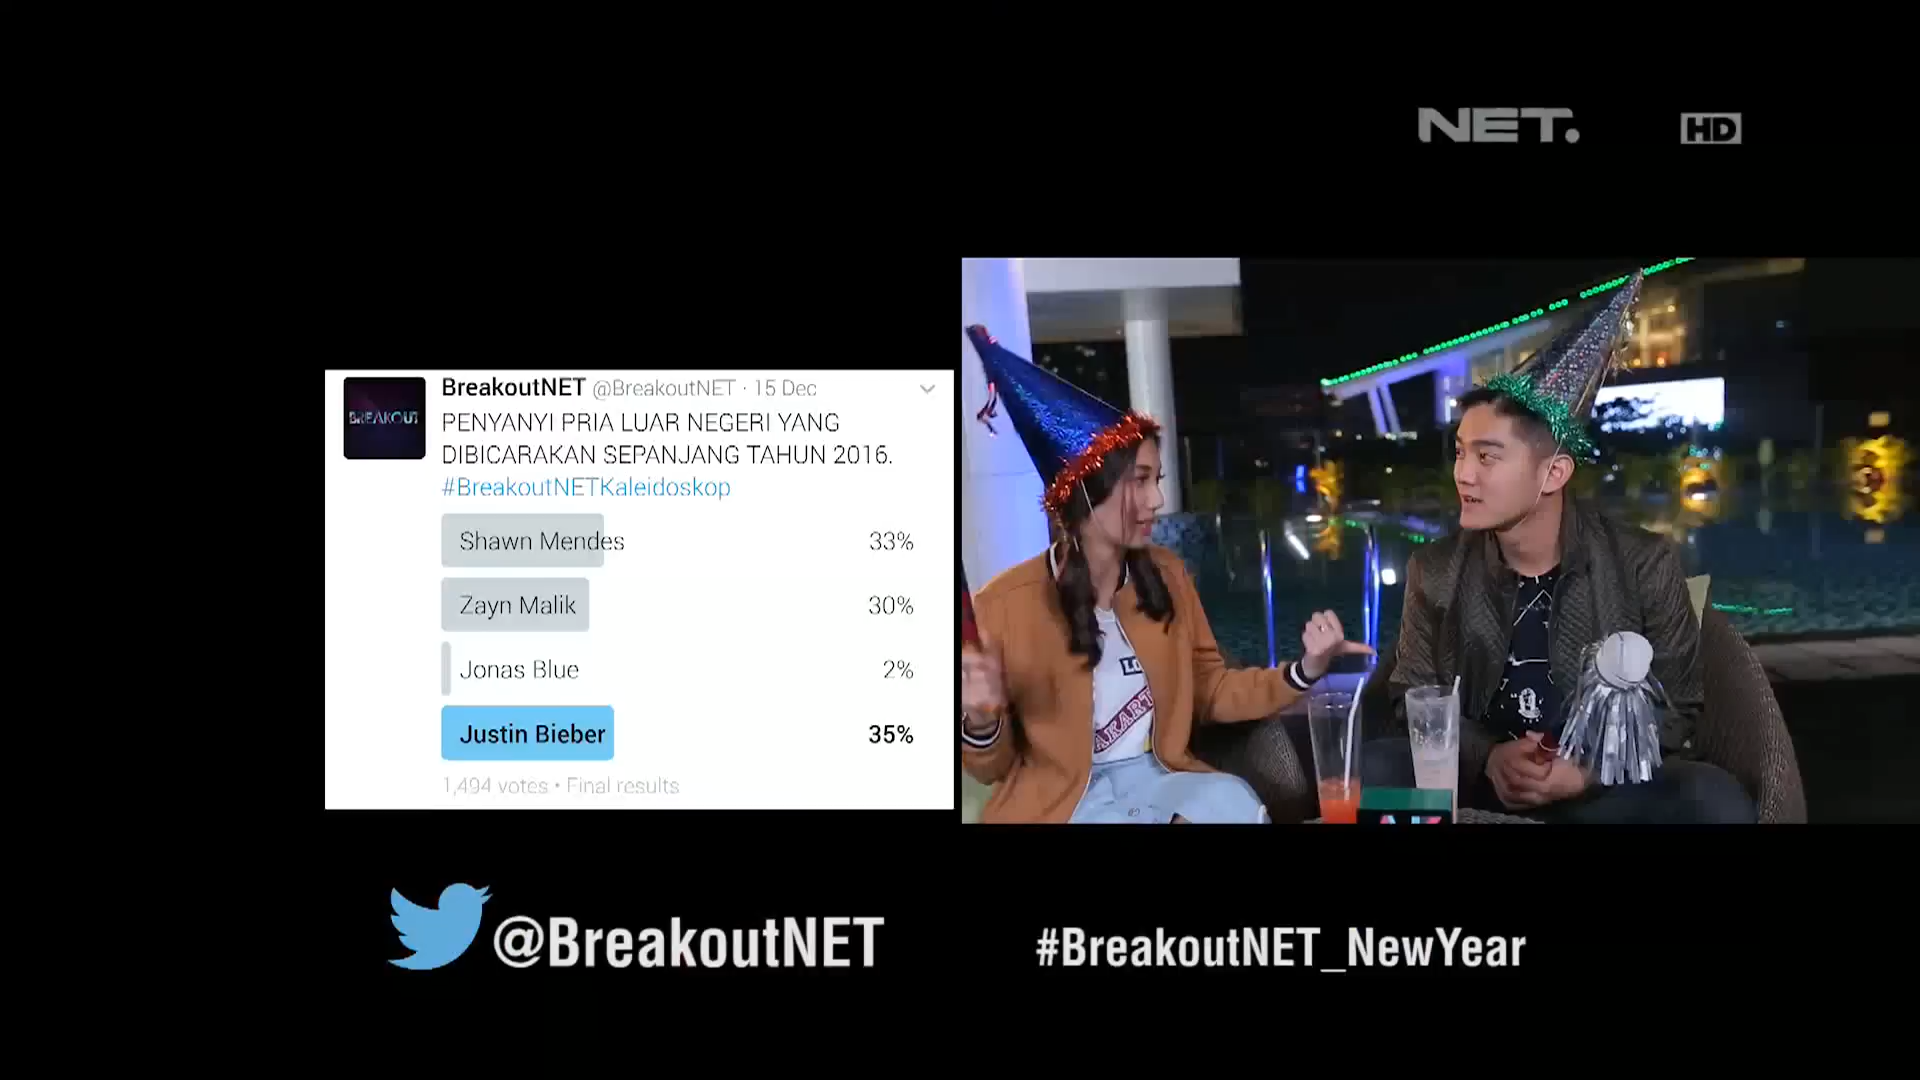 NET.
HD
BREAKOUT
BreakoutNET @BreakoutNET · 15 Dec
PENYANYI PRIA LUAR NEGERI YANG
DIBICARAKAN SEPANJANG TAHUN 2016.
#BreakoutNETKaleidoskop
Shawn Mendes 33%
Zayn Malik 30%
Jonas Blue 2%
Justin Bieber 35%
1,494 votes • Final results
@BreakoutNET
#BreakoutNET_NewYear